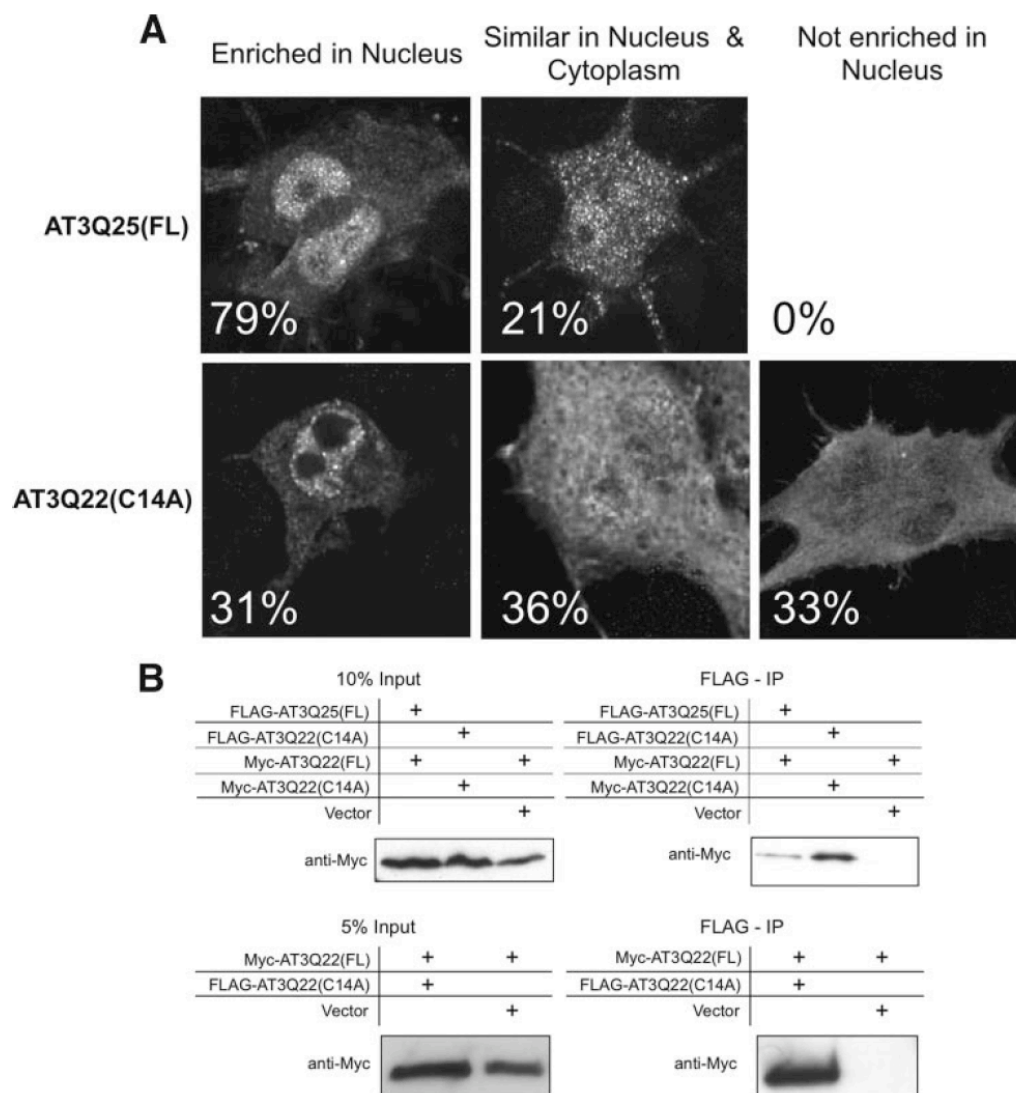 A
Enriched in Nucleus
Similar in Nucleus &
Cytoplasm
Not enriched in
Nucleus
AT3Q25(FL)
79%
21%
0%
AT3Q22(C14A)
31%
36%
33%
B
10% Input
FLAG-AT3Q25(FL) +
FLAG-AT3Q22(C14A) +
Myc-AT3Q22(FL) + +
Myc-AT3Q22(C14A) +
Vector +
anti-Myc
FLAG - IP
FLAG-AT3Q25(FL) +
FLAG-AT3Q22(C14A) +
Myc-AT3Q22(FL) + +
Myc-AT3Q22(C14A) +
Vector +
anti-Myc
5% Input
Myc-AT3Q22(FL) + +
FLAG-AT3Q22(C14A) +
Vector +
anti-Myc
FLAG - IP
Myc-AT3Q22(FL) + +
FLAG-AT3Q22(C14A) +
Vector +
anti-Myc